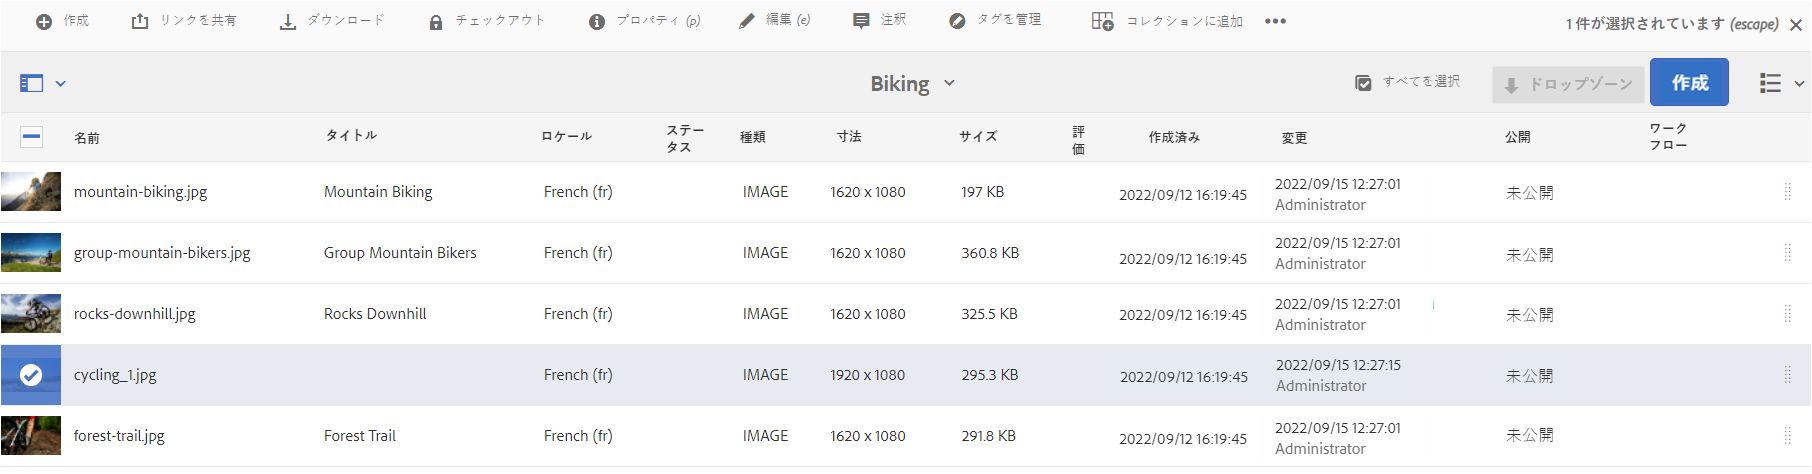 作成 リンクを共有 ダウンロード チェックアウト プロパティ (p) 編集 (e) 注釈 タグを管理 コレクションに追加 ••• 1 件が選択されています (escape) ×
Biking すべてを選択 ドロップゾーン 作成
名前 タイトル ロケール ステータス 種類 寸法 サイズ 評価 作成済み 変更 公開 ワークフロー
mountain-biking.jpg Mountain Biking French (fr) IMAGE 1620 x 1080 197 KB 2022/09/12 16:19:45 2022/09/15 12:27:01 未公開
Administrator
group-mountain-bikers.jpg Group Mountain Bikers French (fr) IMAGE 1620 x 1080 360.8 KB 2022/09/12 16:19:45 2022/09/15 12:27:01 未公開
Administrator
rocks-downhill.jpg Rocks Downhill French (fr) IMAGE 1620 x 1080 325.5 KB 2022/09/12 16:19:45 2022/09/15 12:27:01 未公開
Administrator
cycling_1.jpg French (fr) IMAGE 1920 x 1080 295.3 KB 2022/09/12 16:19:45 2022/09/15 12:27:15 未公開
Administrator
forest-trail.jpg Forest Trail French (fr) IMAGE 1620 x 1080 291.8 KB 2022/09/12 16:19:45 2022/09/15 12:27:01 未公開
Administrator